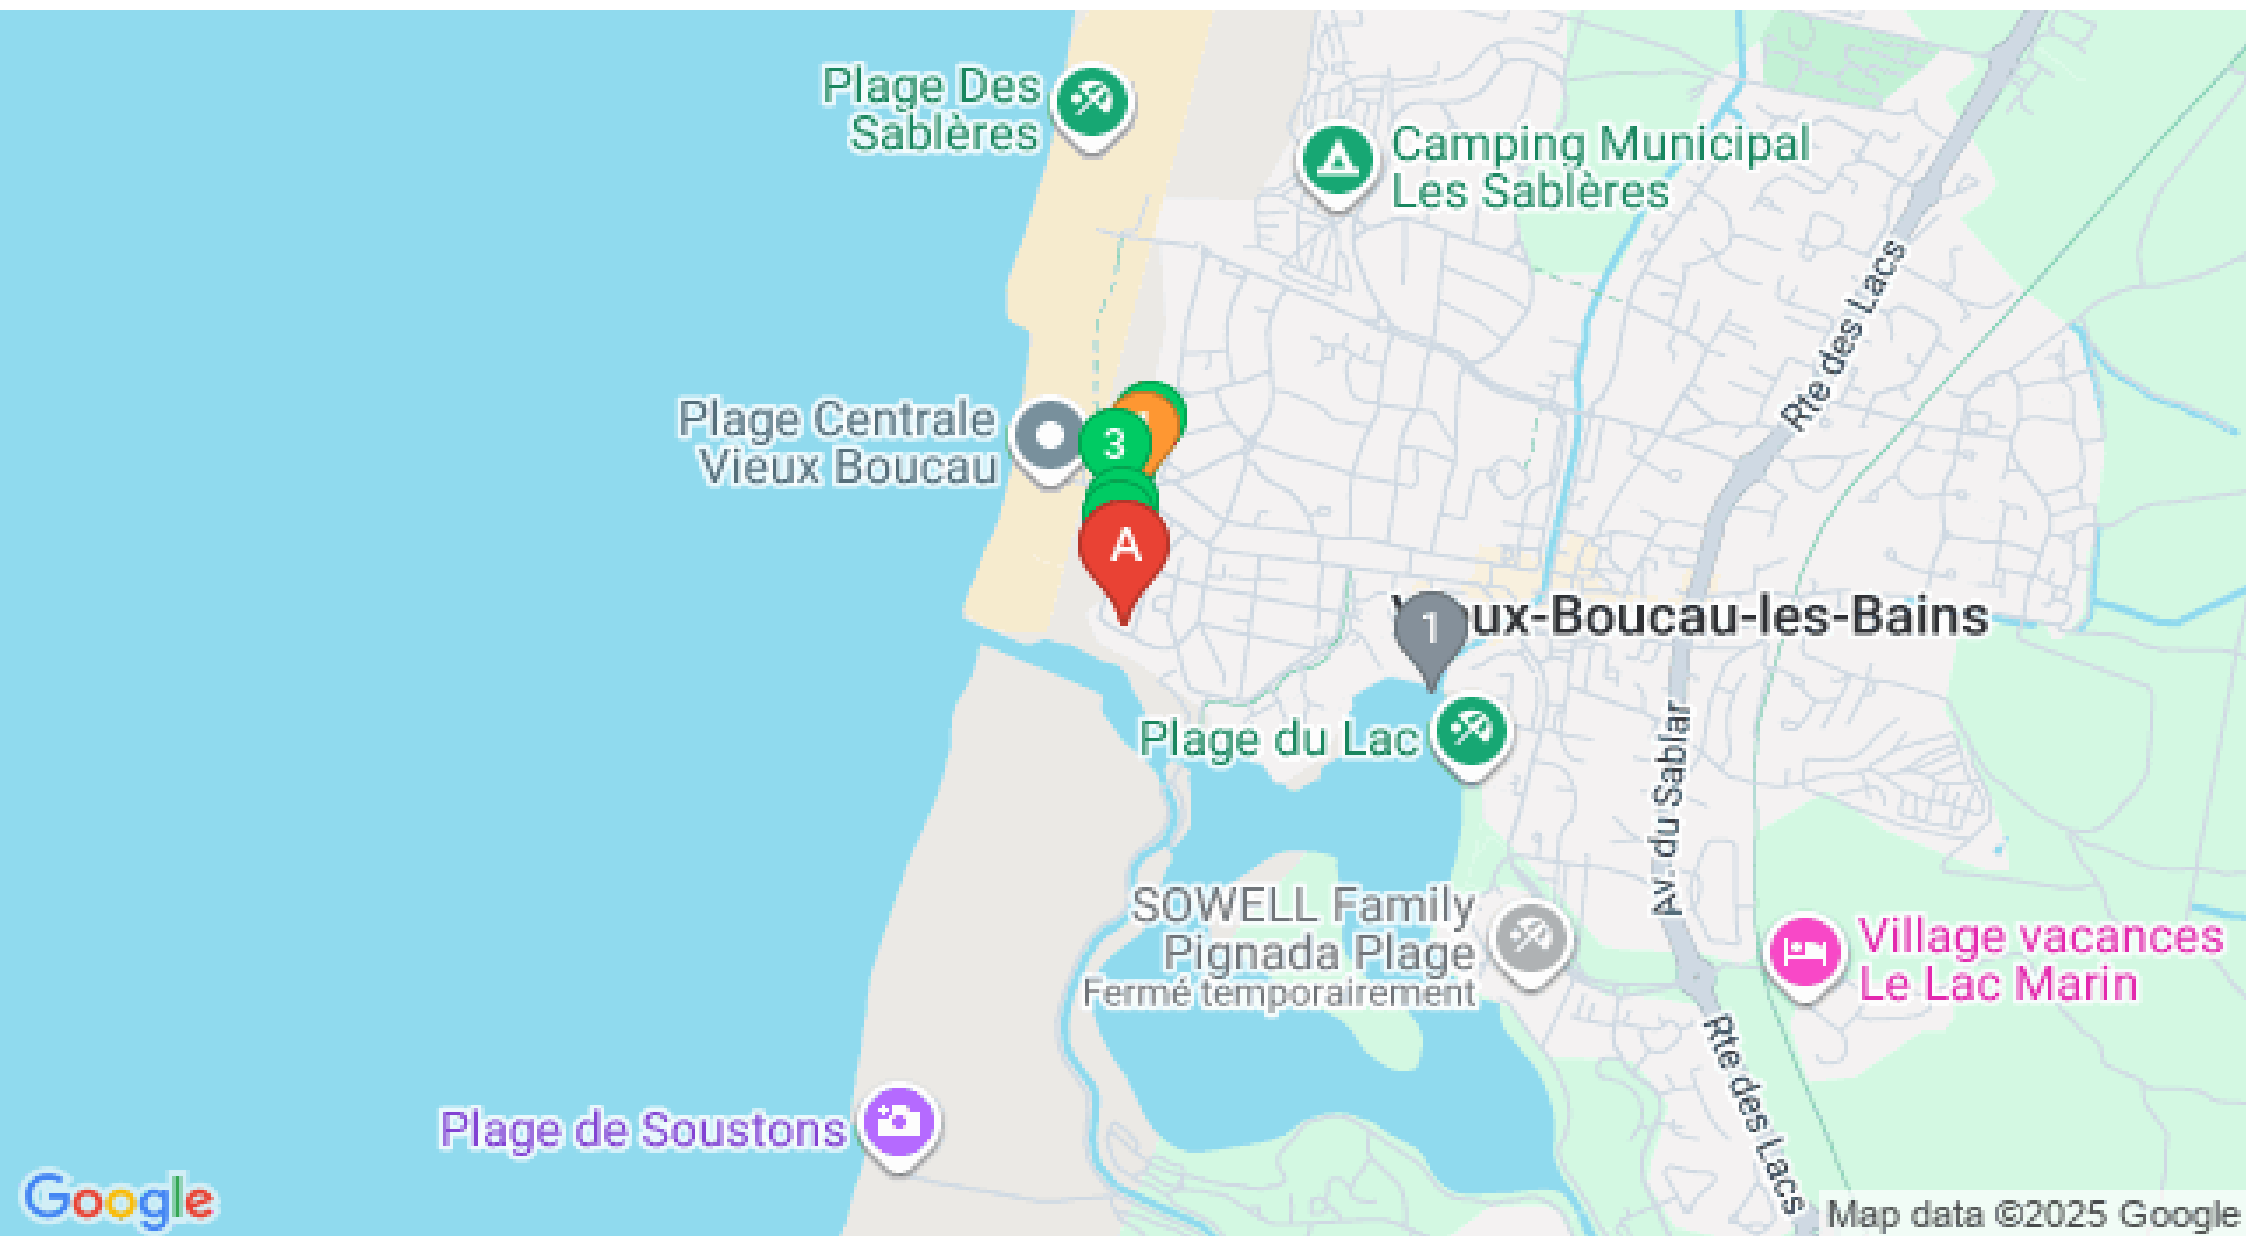 Plage Des
Sablères
Camping Municipal
Les Sablères
Rte des Lacs
Plage Centrale
Vieux Boucau
3
A
1
ux-Boucau-les-Bains
Plage du Lac
Av. du Sablar
SOWELL Family
Pignada Plage
Fermé temporairement
Village vacances
Le Lac Marin
Rte des Lacs
Plage de Soustons
Google
Map data ©2025 Google